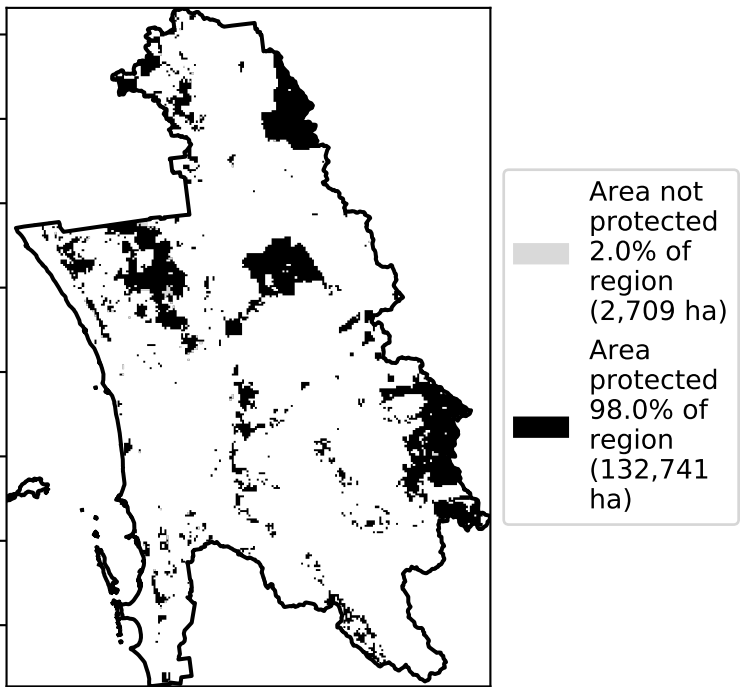 Area not
protected
2.0% of
region
(2,709 ha)
Area
protected
98.0% of
region
(132,741
ha)